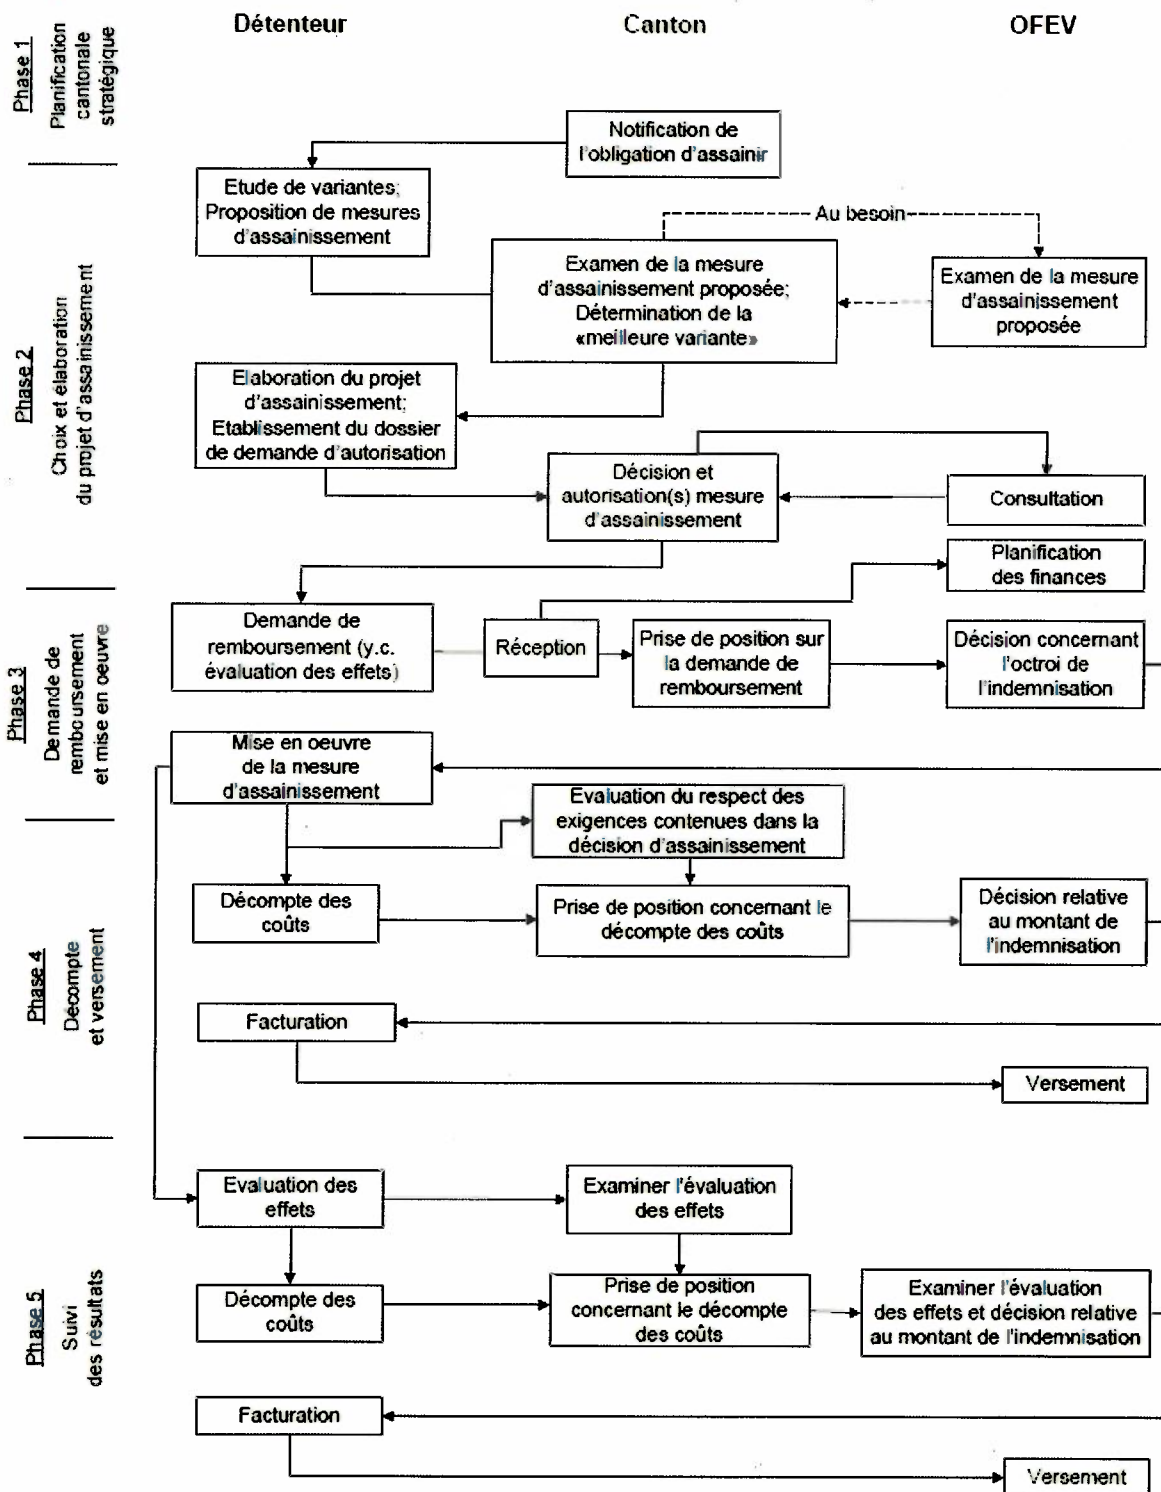 Détenteur
Canton
OFEV
Phase 1
Planification
cantonale
stratégique
Notification de
l'obligation d'assainir
Phase 2
Choix et élaboration
du projet d'assainissement
Etude de variantes;
Proposition de mesures
d'assainissement
Au besoin
Examen de la mesure
d'assainissement proposée;
Détermination de la
«meilleure variante»
Examen de la mesure
d'assainissement
proposée
Elaboration du projet
d'assainissement;
Etablissement du dossier
de demande d'autorisation
Décision et
autorisation(s) mesure
d'assainissement
Consultation
Planification
des finances
Phase 3
Demande de
remboursement
et mise en oeuvre
Demande de
remboursement (y.c.
évaluation des effets)
Réception
Prise de position sur
la demande de
remboursement
Décision concernant
l'octroi de
l'indemnisation
Mise en oeuvre
de la mesure
d'assainissement
Phase 4
Décompte
et versement
Evaluation du respect des
exigences contenues dans la
décision d'assainissement
Décompte des
coûts
Prise de position concernant le
décompte des coûts
Décision relative
au montant de
l'indemnisation
Facturation
Versement
Phase 5
Suivi
des résultats
Evaluation des
effets
Examiner l'évaluation
des effets
Décompte des
coûts
Prise de position
concernant le décompte
des coûts
Examiner l'évaluation
des effets et décision relative
au montant de l'indemnisation
Facturation
Versement